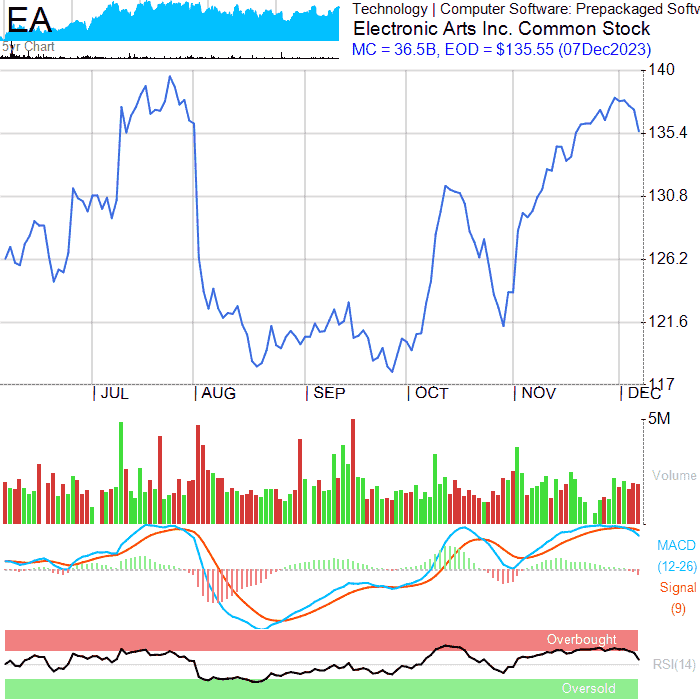 EA
5yr Chart
Technology | Computer Software: Prepackaged Softw
Electronic Arts Inc. Common Stock
MC = 36.5B, EOD = $135.55 (07Dec2023)
140
135.4
130.8
126.2
121.6
117
JUL
AUG
SEP
OCT
NOV
DEC
5M
Volume
MACD
(12-26)
Signal
(9)
Overbought
RSI(14)
Oversold